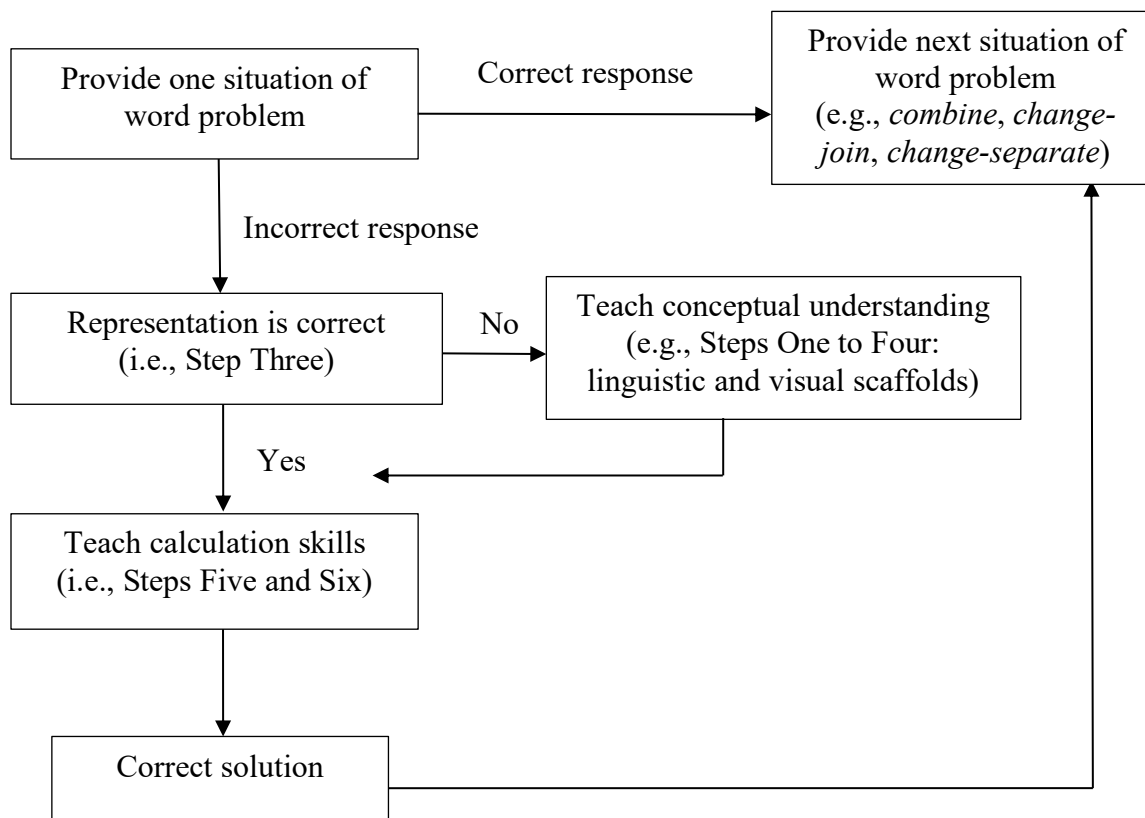 Provide one situation of
word problem
Correct response
Provide next situation of
word problem
(e.g., combine, change-
join, change-separate)
Incorrect response
Representation is correct
(i.e., Step Three)
No
Teach conceptual understanding
(e.g., Steps One to Four:
linguistic and visual scaffolds)
Yes
Teach calculation skills
(i.e., Steps Five and Six)
Correct solution